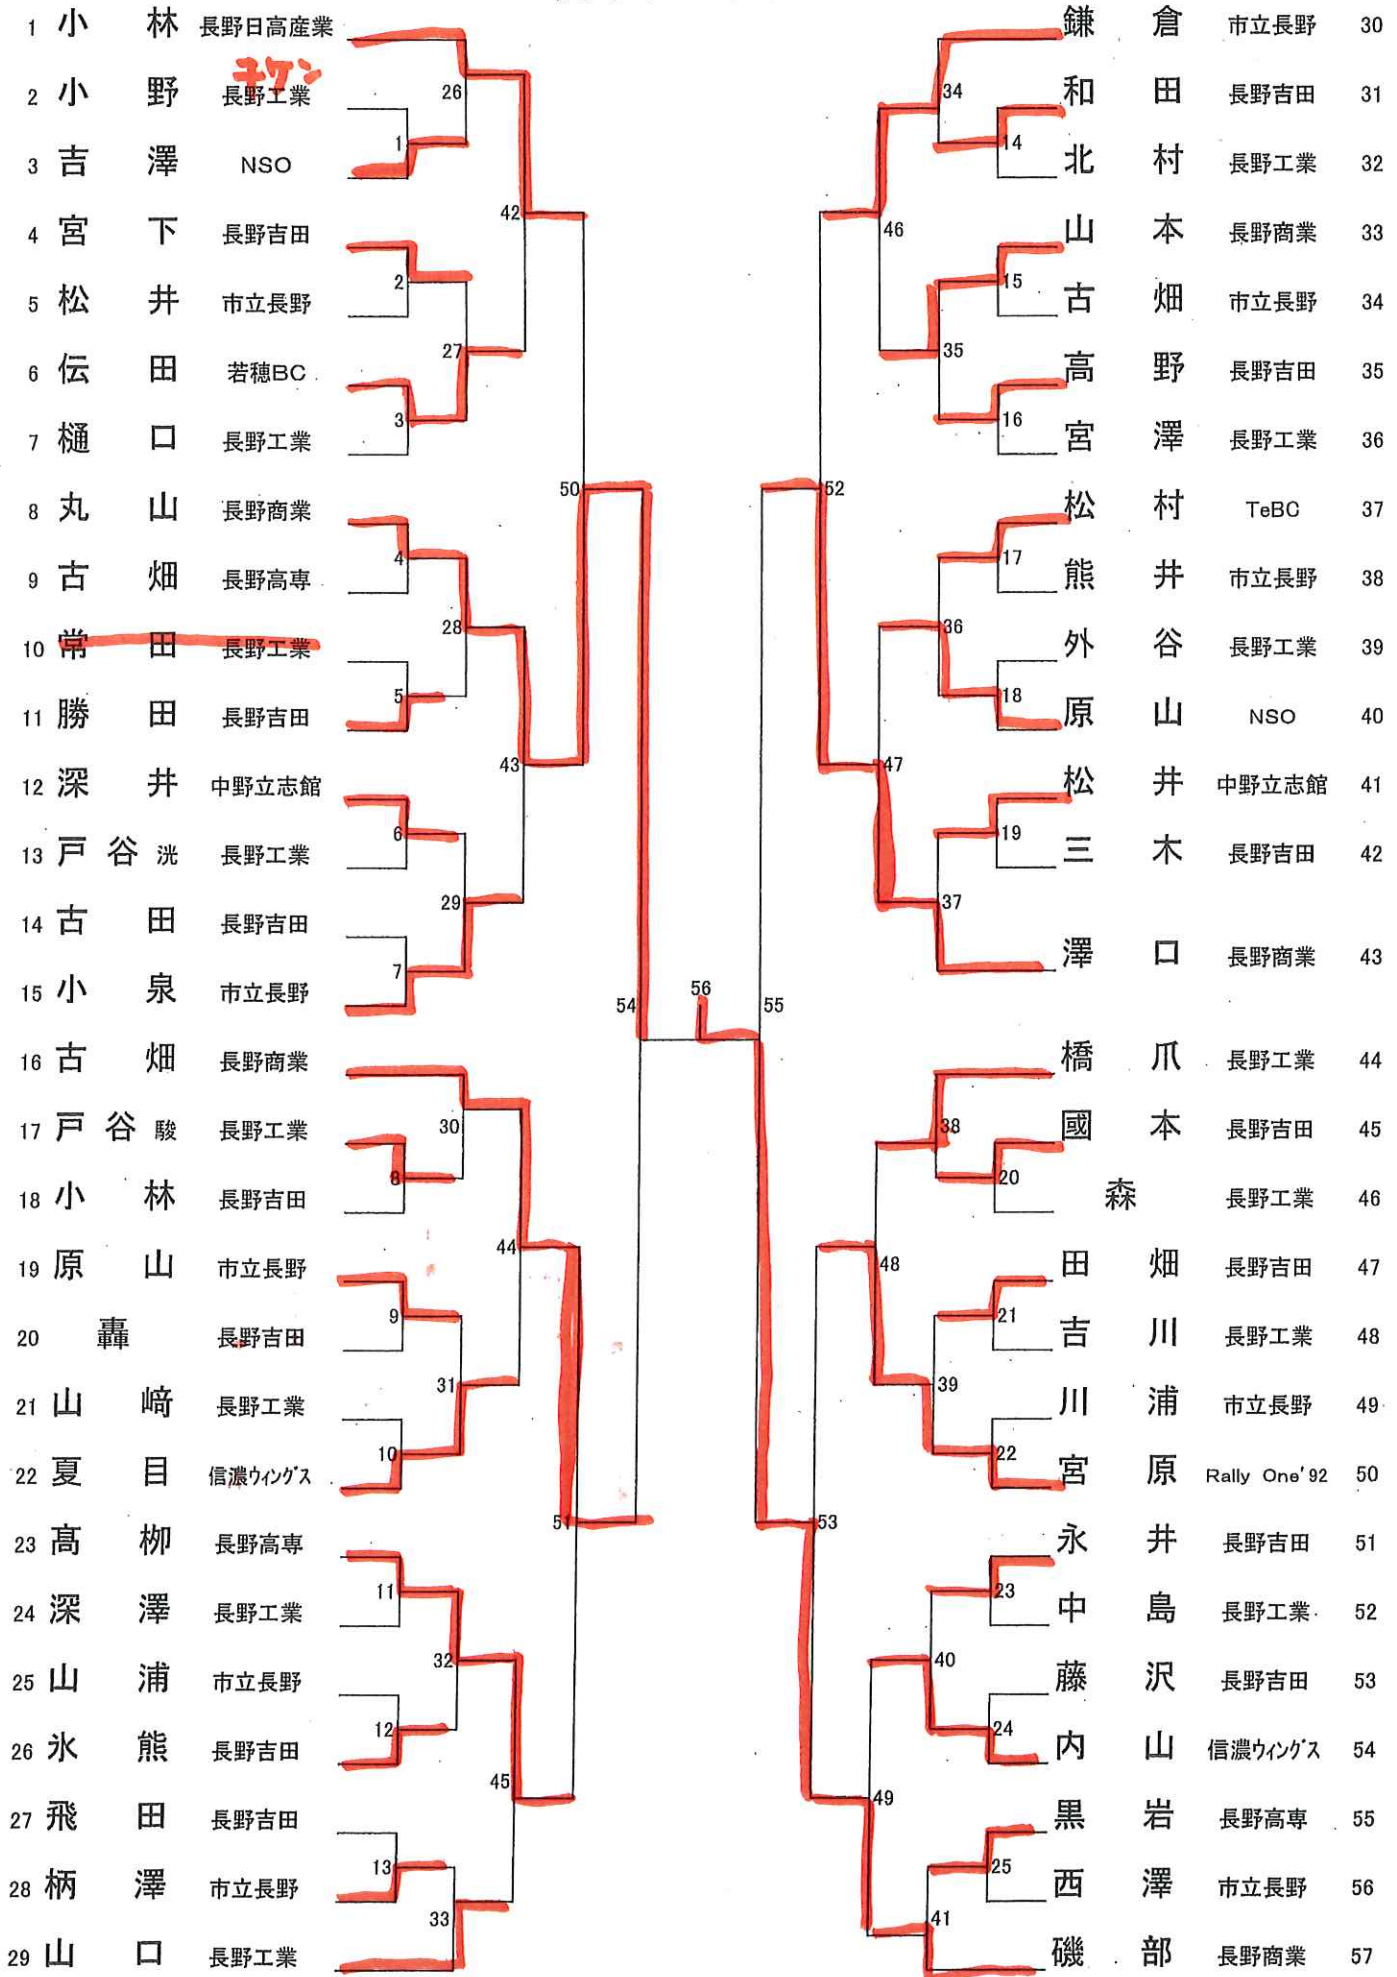 1 小林 長野日高産業
キケン
2 小野 長野工業
3 吉澤 NSO
4 宮下 長野吉田
5 松井 市立長野
6 伝田 若穂BC
7 樋口 長野工業
8 丸山 長野商業
9 古畑 長野高専
10 常田 長野工業
11 勝田 長野吉田
12 深井 中野立志館
13 戸谷洸 長野工業
14 古田 長野吉田
15 小泉 市立長野
16 古畑 長野商業
17 戸谷駿 長野工業
18 小林 長野吉田
19 原山 市立長野
20 轟 長野吉田
21 山﨑 長野工業
22 夏目 信濃ウィングス
23 髙柳 長野高専
24 深澤 長野工業
25 山浦 市立長野
26 氷熊 長野吉田
27 飛田 長野吉田
28 柄澤 市立長野
29 山口 長野工業
1
2
3
4
5
6
7
8
9
10
11
12
13
26
27
28
29
30
31
32
33
42
43
44
45
50
51
54
56
55
52
53
46
47
48
49
34
35
36
37
38
39
40
41
14
15
16
17
18
19
20
21
22
23
24
25
鎌倉 市立長野 30
和田 長野吉田 31
北村 長野工業 32
山本 長野商業 33
古畑 市立長野 34
高野 長野吉田 35
宮澤 長野工業 36
松村 TeBC 37
熊井 市立長野 38
外谷 長野工業 39
原山 NSO 40
松井 中野立志館 41
三木 長野吉田 42
澤口 長野商業 43
橋爪 長野工業 44
國本 長野吉田 45
森 長野工業 46
田畑 長野吉田 47
吉川 長野工業 48
川浦 市立長野 49
宮原 Rally One'92 50
永井 長野吉田 51
中島 長野工業 52
藤沢 長野吉田 53
内山 信濃ウィングス 54
黒岩 長野高専 55
西澤 市立長野 56
磯部 長野商業 57